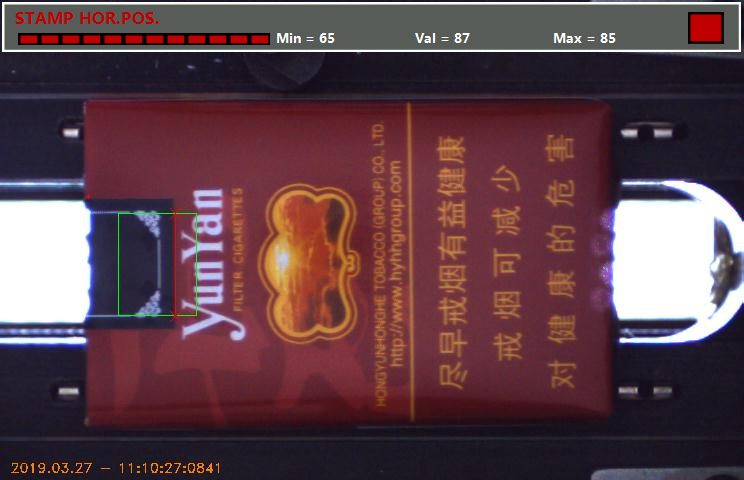 STAMP HOR.POS.
Min = 65 Val = 87 Max = 85
YunYan
FILTER CIGARETTES
HONGYUNHONGHE TOBACCO (GROUP) CO., LTD.
http://www.hyhhgroup.com
尽早戒烟有益健康
戒烟可减少
对健康的危害
2019.03.27 – 11:10:27:0841